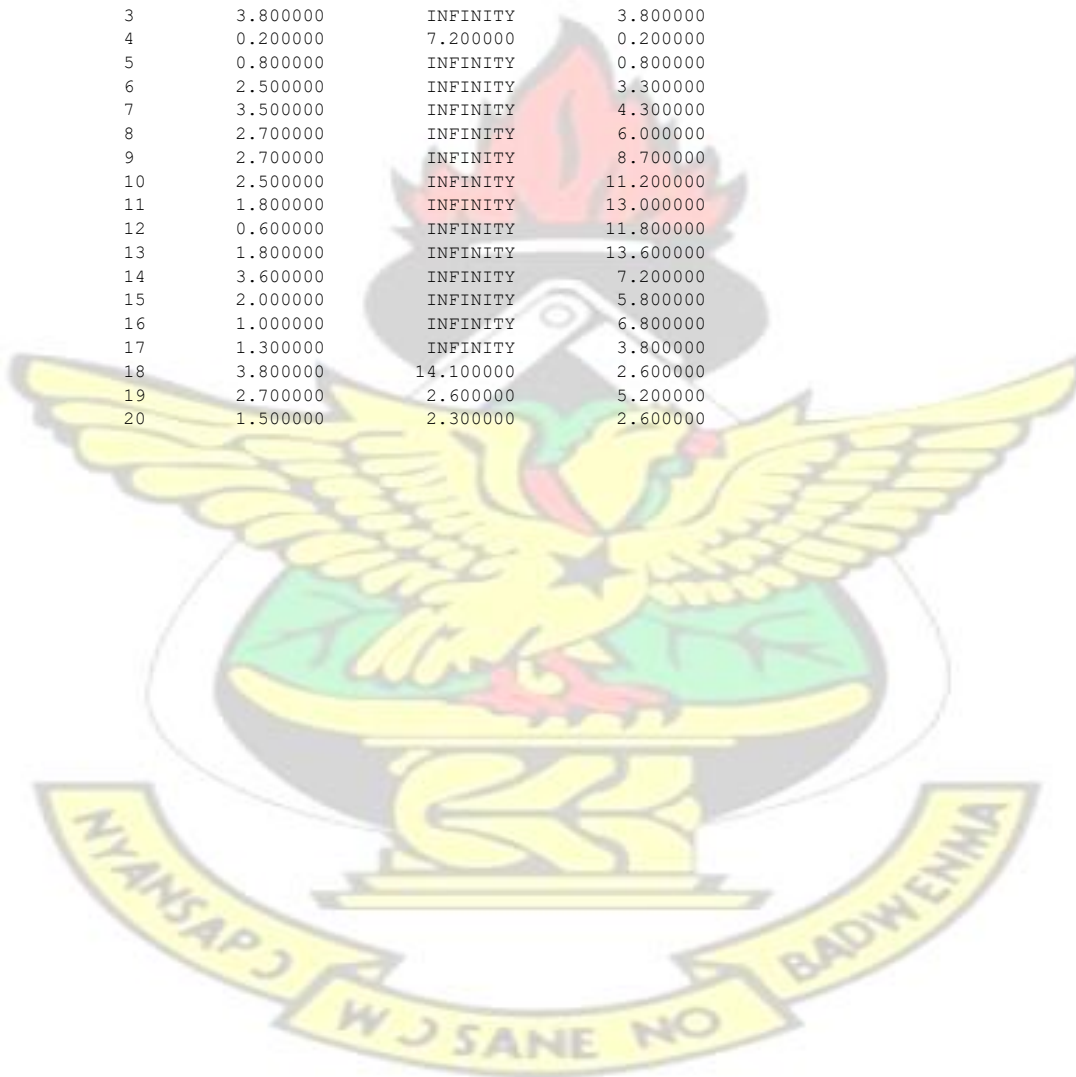 3 3.800000 INFINITY 3.800000
4 0.200000 7.200000 0.200000
5 0.800000 INFINITY 0.800000
6 2.500000 INFINITY 3.300000
7 3.500000 INFINITY 4.300000
8 2.700000 INFINITY 6.000000
9 2.700000 INFINITY 8.700000
10 2.500000 INFINITY 11.200000
11 1.800000 INFINITY 13.000000
12 0.600000 INFINITY 11.800000
13 1.800000 INFINITY 13.600000
14 3.600000 INFINITY 7.200000
15 2.000000 INFINITY 5.800000
16 1.000000 INFINITY 6.800000
17 1.300000 INFINITY 3.800000
18 3.800000 14.100000 2.600000
19 2.700000 2.600000 5.200000
20 1.500000 2.300000 2.600000
NYANSAPƆ
WƆSANE NO
BADWENMA